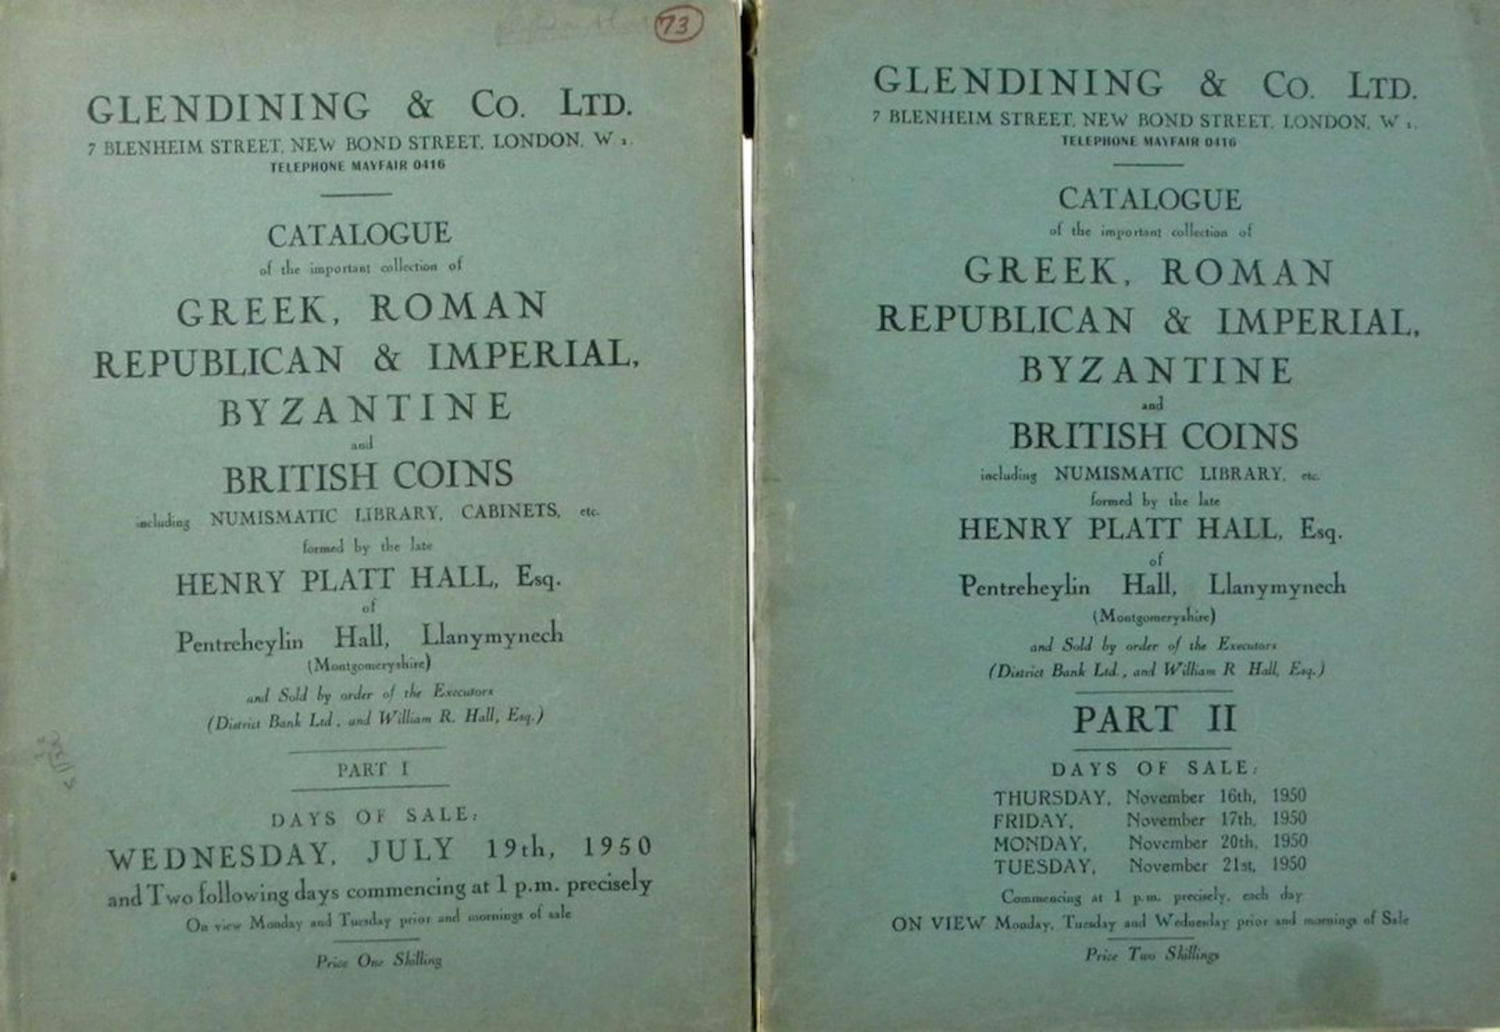 73
GLENDINING & Co. LTD.
7 BLENHEIM STREET, NEW BOND STREET, LONDON, W 1.
TELEPHONE MAYFAIR 0416
CATALOGUE
of the important collection of
GREEK, ROMAN
REPUBLICAN & IMPERIAL,
BYZANTINE
and
BRITISH COINS
including NUMISMATIC LIBRARY, CABINETS, etc.
formed by the late
HENRY PLATT HALL, Esq.
of
Pentreheylin Hall, Llanymynech
(Montgomeryshire)
and Sold by order of the Executors
(District Bank Ltd., and William R. Hall, Esq.)
PART I
DAYS OF SALE:
WEDNESDAY, JULY 19th, 1950
and Two following days commencing at 1 p.m. precisely
On view Monday and Tuesday prior and mornings of sale
Price One Shilling
GLENDINING & Co. LTD.
7 BLENHEIM STREET, NEW BOND STREET, LONDON, W 1.
TELEPHONE MAYFAIR 0416
CATALOGUE
of the important collection of
GREEK, ROMAN
REPUBLICAN & IMPERIAL,
BYZANTINE
and
BRITISH COINS
including NUMISMATIC LIBRARY, etc.
formed by the late
HENRY PLATT HALL, Esq.
of
Pentreheylin Hall, Llanymynech
(Montgomeryshire)
and Sold by order of the Executors
(District Bank Ltd., and William R Hall, Esq.)
PART II
DAYS OF SALE:
THURSDAY, November 16th, 1950
FRIDAY, November 17th, 1950
MONDAY, November 20th, 1950
TUESDAY, November 21st, 1950
Commencing at 1 p.m. precisely, each day
ON VIEW Monday, Tuesday and Wednesday prior and mornings of Sale
Price Two Shillings